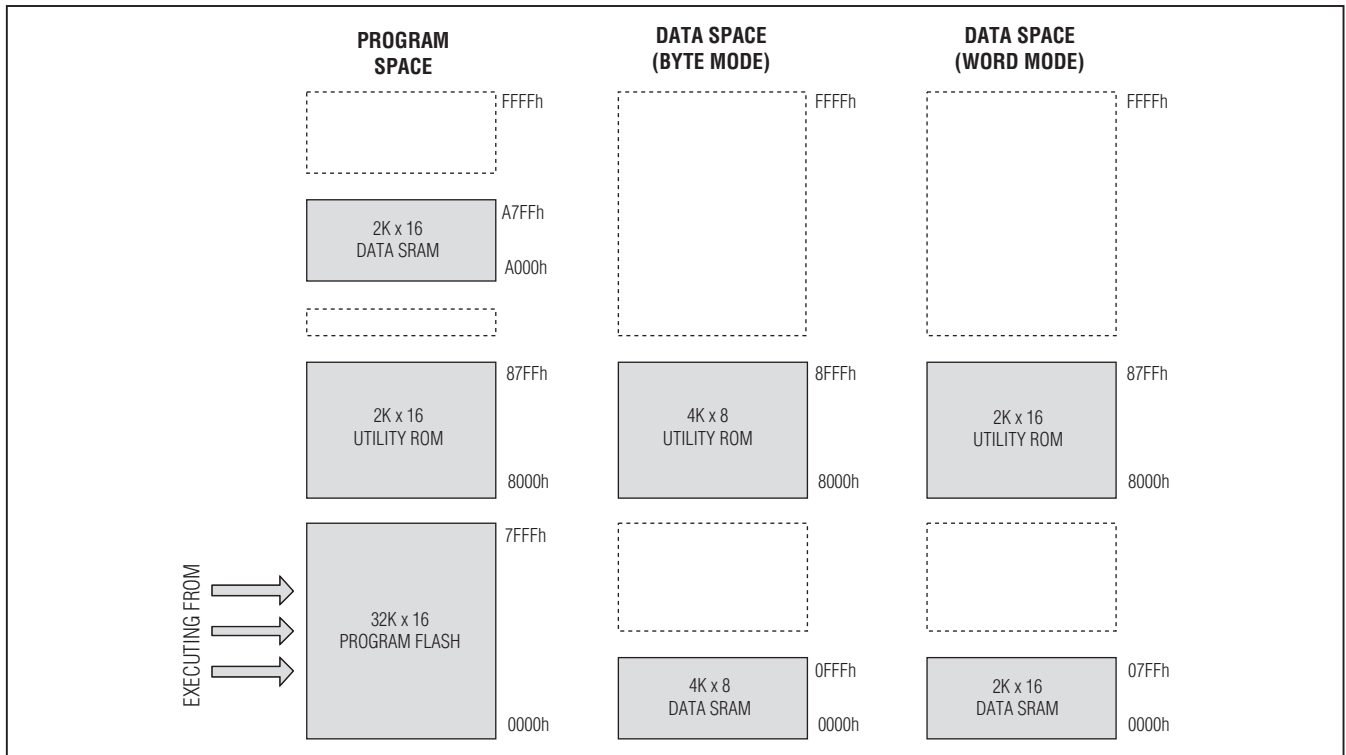 PROGRAM
SPACE
FFFFh
A7FFh
2K x 16
DATA SRAM
A000h
87FFh
2K x 16
UTILITY ROM
8000h
7FFFh
EXECUTING FROM
32K x 16
PROGRAM FLASH
0000h
DATA SPACE
(BYTE MODE)
FFFFh
8FFFh
4K x 8
UTILITY ROM
8000h
0FFFh
4K x 8
DATA SRAM
0000h
DATA SPACE
(WORD MODE)
FFFFh
87FFh
2K x 16
UTILITY ROM
8000h
07FFh
2K x 16
DATA SRAM
0000h